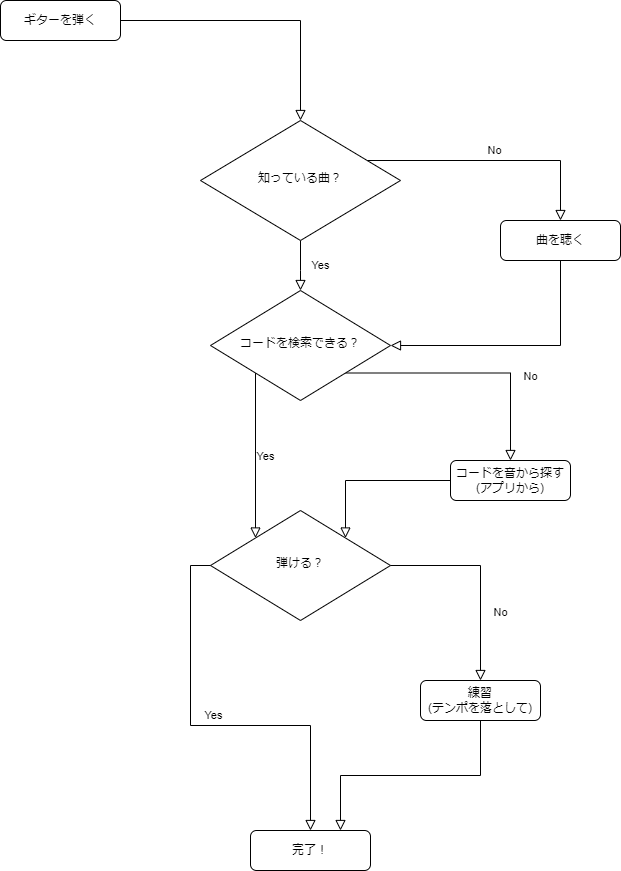 ギターを弾く
知っている曲？
No
曲を聴く
Yes
コードを検索できる？
No
Yes
コードを音から探す
(アプリから)
弾ける？
No
練習
(テンポを落として)
Yes
完了！